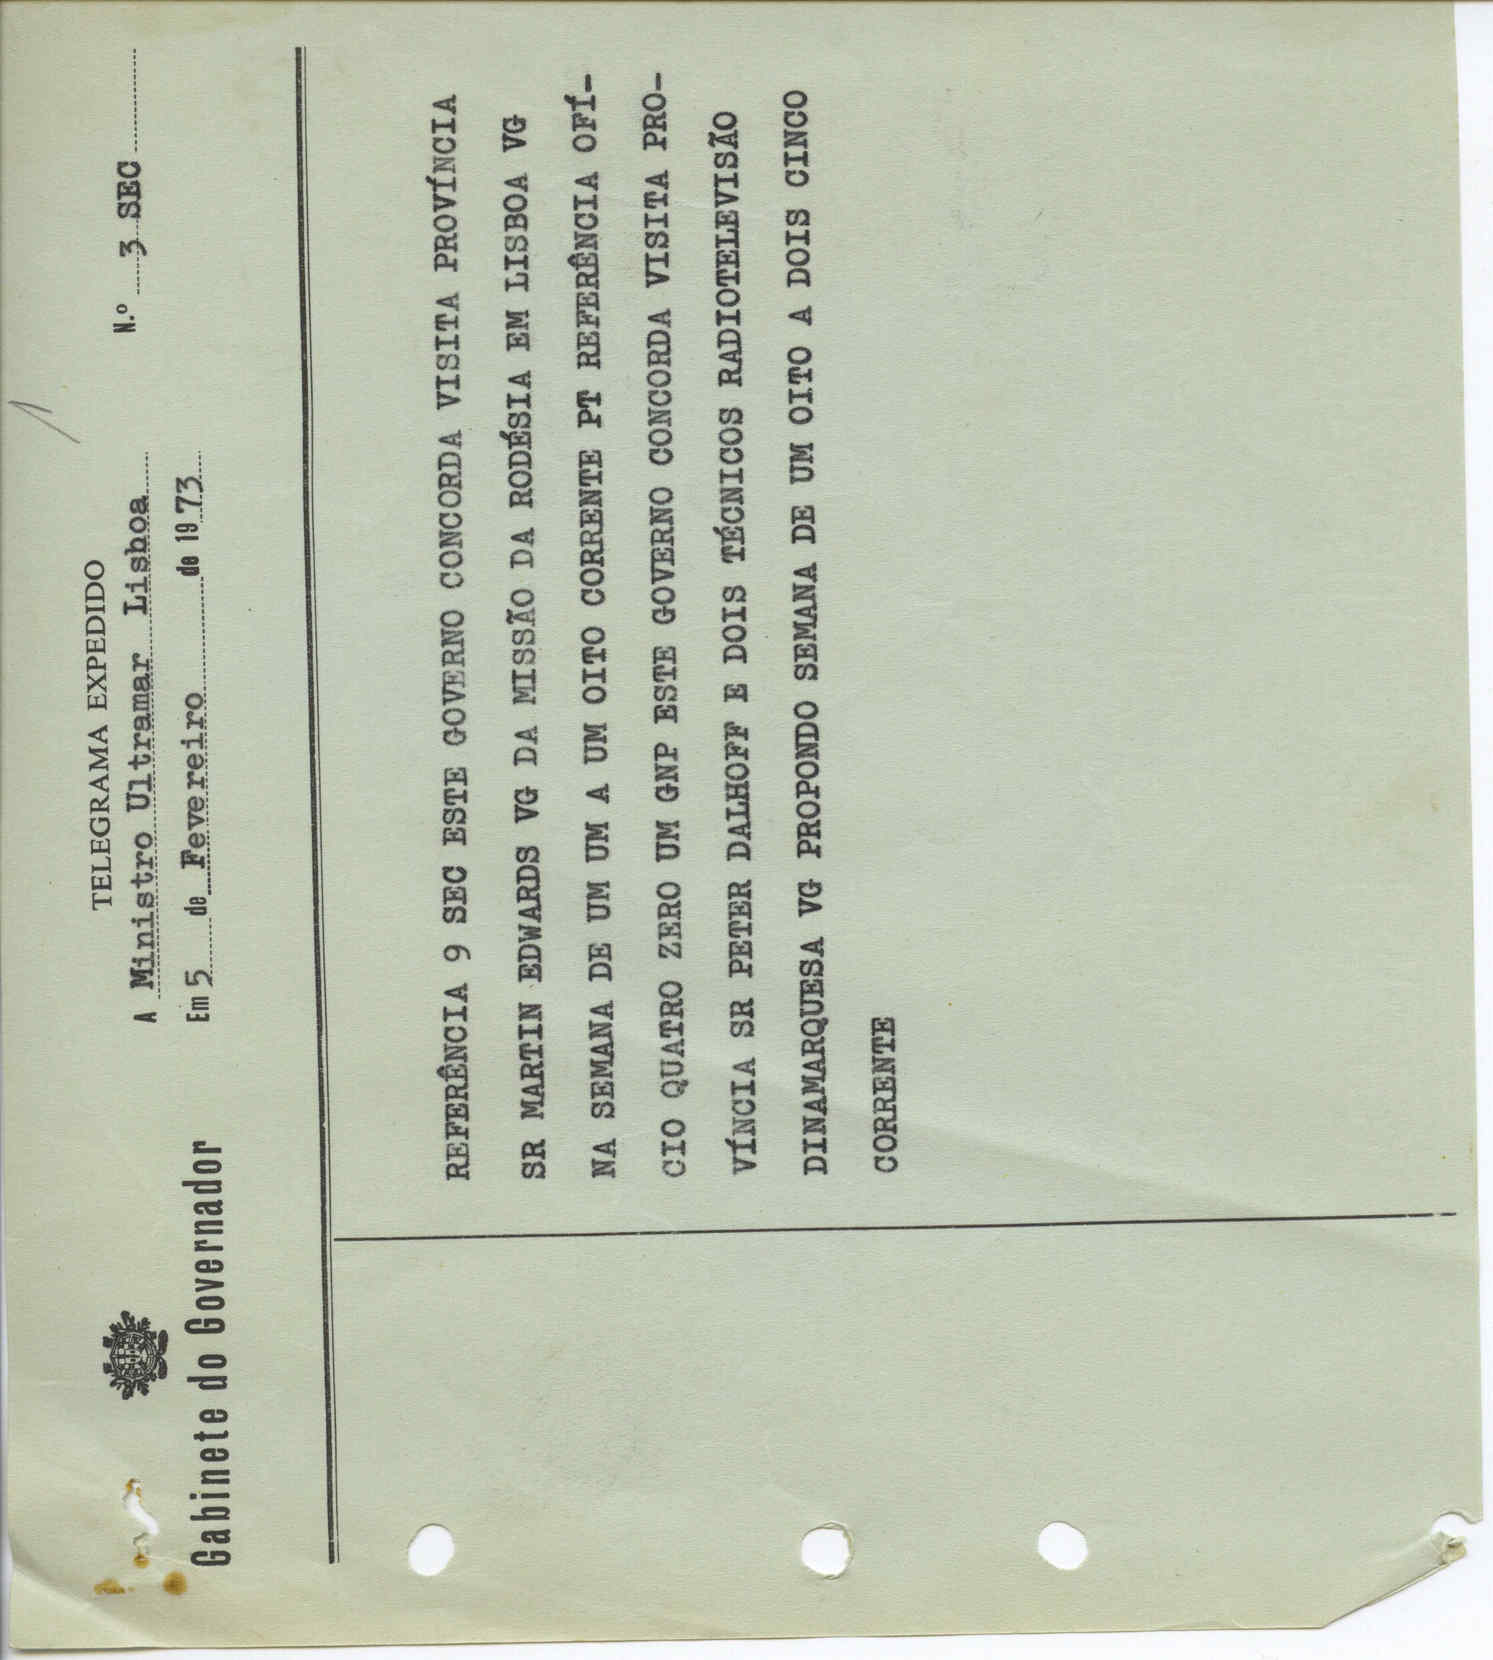 TELEGRAMA EXPEDIDO
A Ministro Ultramar Lisboa
N.º 3 SEC
Em 5 de Fevereiro de 1973
Gabinete do Governador
REFERÊNCIA 9 SEC ESTE GOVERNO CONCORDA VISITA PROVÍNCIA
SR MARTIN EDWARDS VG DA MISSÃO DA RODÉSIA EM LISBOA VG
NA SEMANA DE UM UM A UM OITO CORRENTE PT REFERÊNCIA OFÍ-
CIO QUATRO ZERO UM GNP ESTE GOVERNO CONCORDA VISITA PRO-
VÍNCIA SR PETER DALHOFF E DOIS TÉCNICOS RADIOTELEVISÃO
DINAMARQUESA VG PROPONDO SEMANA DE UM OITO A DOIS CINCO
CORRENTE